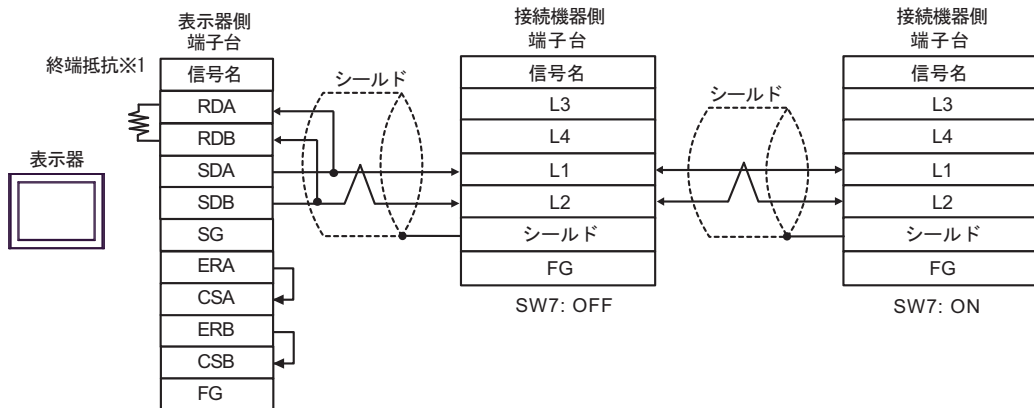 表示器
終端抵抗※1
表示器側
端子台
信号名
RDA
RDB
SDA
SDB
SG
ERA
CSA
ERB
CSB
FG
シールド
接続機器側
端子台
信号名
L3
L4
L1
L2
シールド
FG
SW7: OFF
シールド
接続機器側
端子台
信号名
L3
L4
L1
L2
シールド
FG
SW7: ON